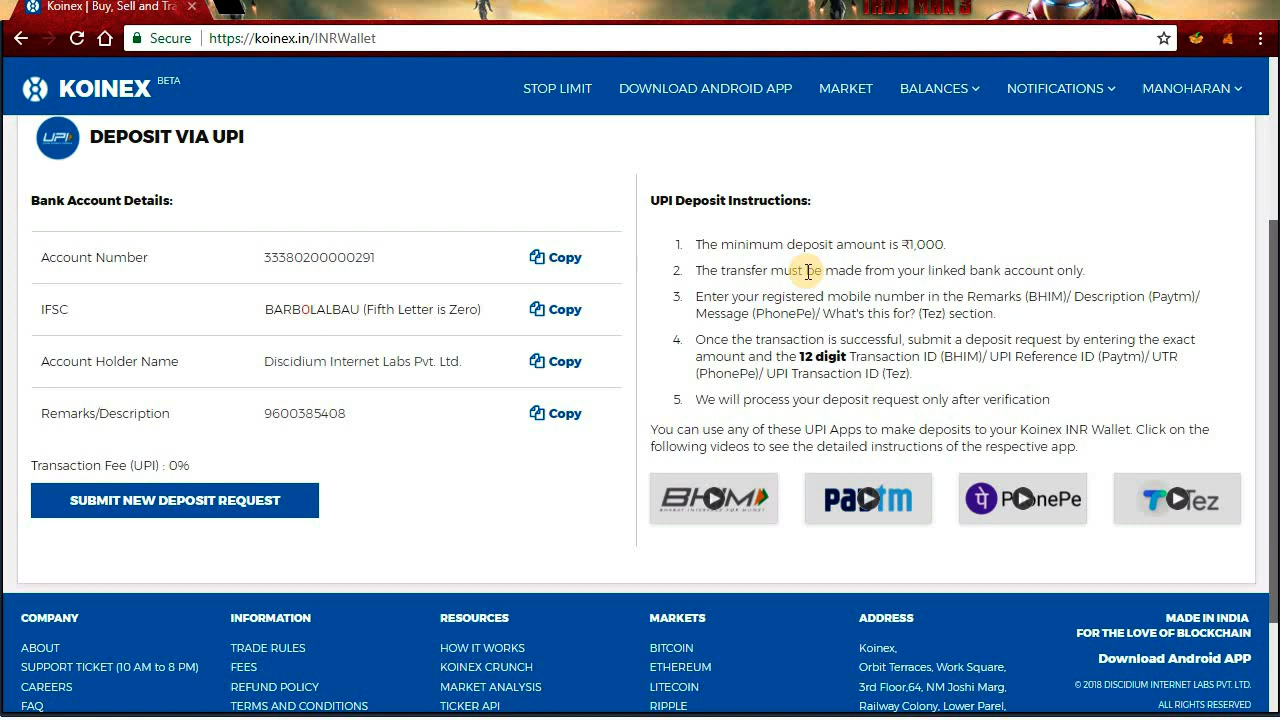 Koinex | Buy, Sell and Tra
IRON MAN 3
Secure
https://koinex.in/INRWallet
KOINEX BETA
STOP LIMIT
DOWNLOAD ANDROID APP
MARKET
BALANCES
NOTIFICATIONS
MANOHARAN
UPI
DEPOSIT VIA UPI
Bank Account Details:
Account Number 33380200000291 Copy
IFSC BARB0LALBAU (Fifth Letter is Zero) Copy
Account Holder Name Discidium Internet Labs Pvt. Ltd. Copy
Remarks/Description 9600385408 Copy
Transaction Fee (UPI) : 0%
SUBMIT NEW DEPOSIT REQUEST
UPI Deposit Instructions:
1. The minimum deposit amount is ₹1,000.
2. The transfer must be made from your linked bank account only.
3. Enter your registered mobile number in the Remarks (BHIM)/ Description (Paytm)/
Message (PhonePe)/ What's this for? (Tez) section.
4. Once the transaction is successful, submit a deposit request by entering the exact
amount and the 12 digit Transaction ID (BHIM)/ UPI Reference ID (Paytm)/ UTR
(PhonePe)/ UPI Transaction ID (Tez).
5. We will process your deposit request only after verification
You can use any of these UPI Apps to make deposits to your Koinex INR Wallet. Click on the
following videos to see the detailed instructions of the respective app.
BHIM
BHARAT INTERFACE FOR MONEY
Paytm
PhonePe
Tez
COMPANY
ABOUT
SUPPORT TICKET (10 AM to 8 PM)
CAREERS
FAQ
INFORMATION
TRADE RULES
FEES
REFUND POLICY
TERMS AND CONDITIONS
RESOURCES
HOW IT WORKS
KOINEX CRUNCH
MARKET ANALYSIS
TICKER API
MARKETS
BITCOIN
ETHEREUM
LITECOIN
RIPPLE
ADDRESS
Koinex,
Orbit Terraces, Work Square,
3rd Floor,64, NM Joshi Marg,
Railway Colony, Lower Parel,
MADE IN INDIA
FOR THE LOVE OF BLOCKCHAIN
Download Android APP
© 2018 DISCIDIUM INTERNET LABS PVT. LTD.
ALL RIGHTS RESERVED